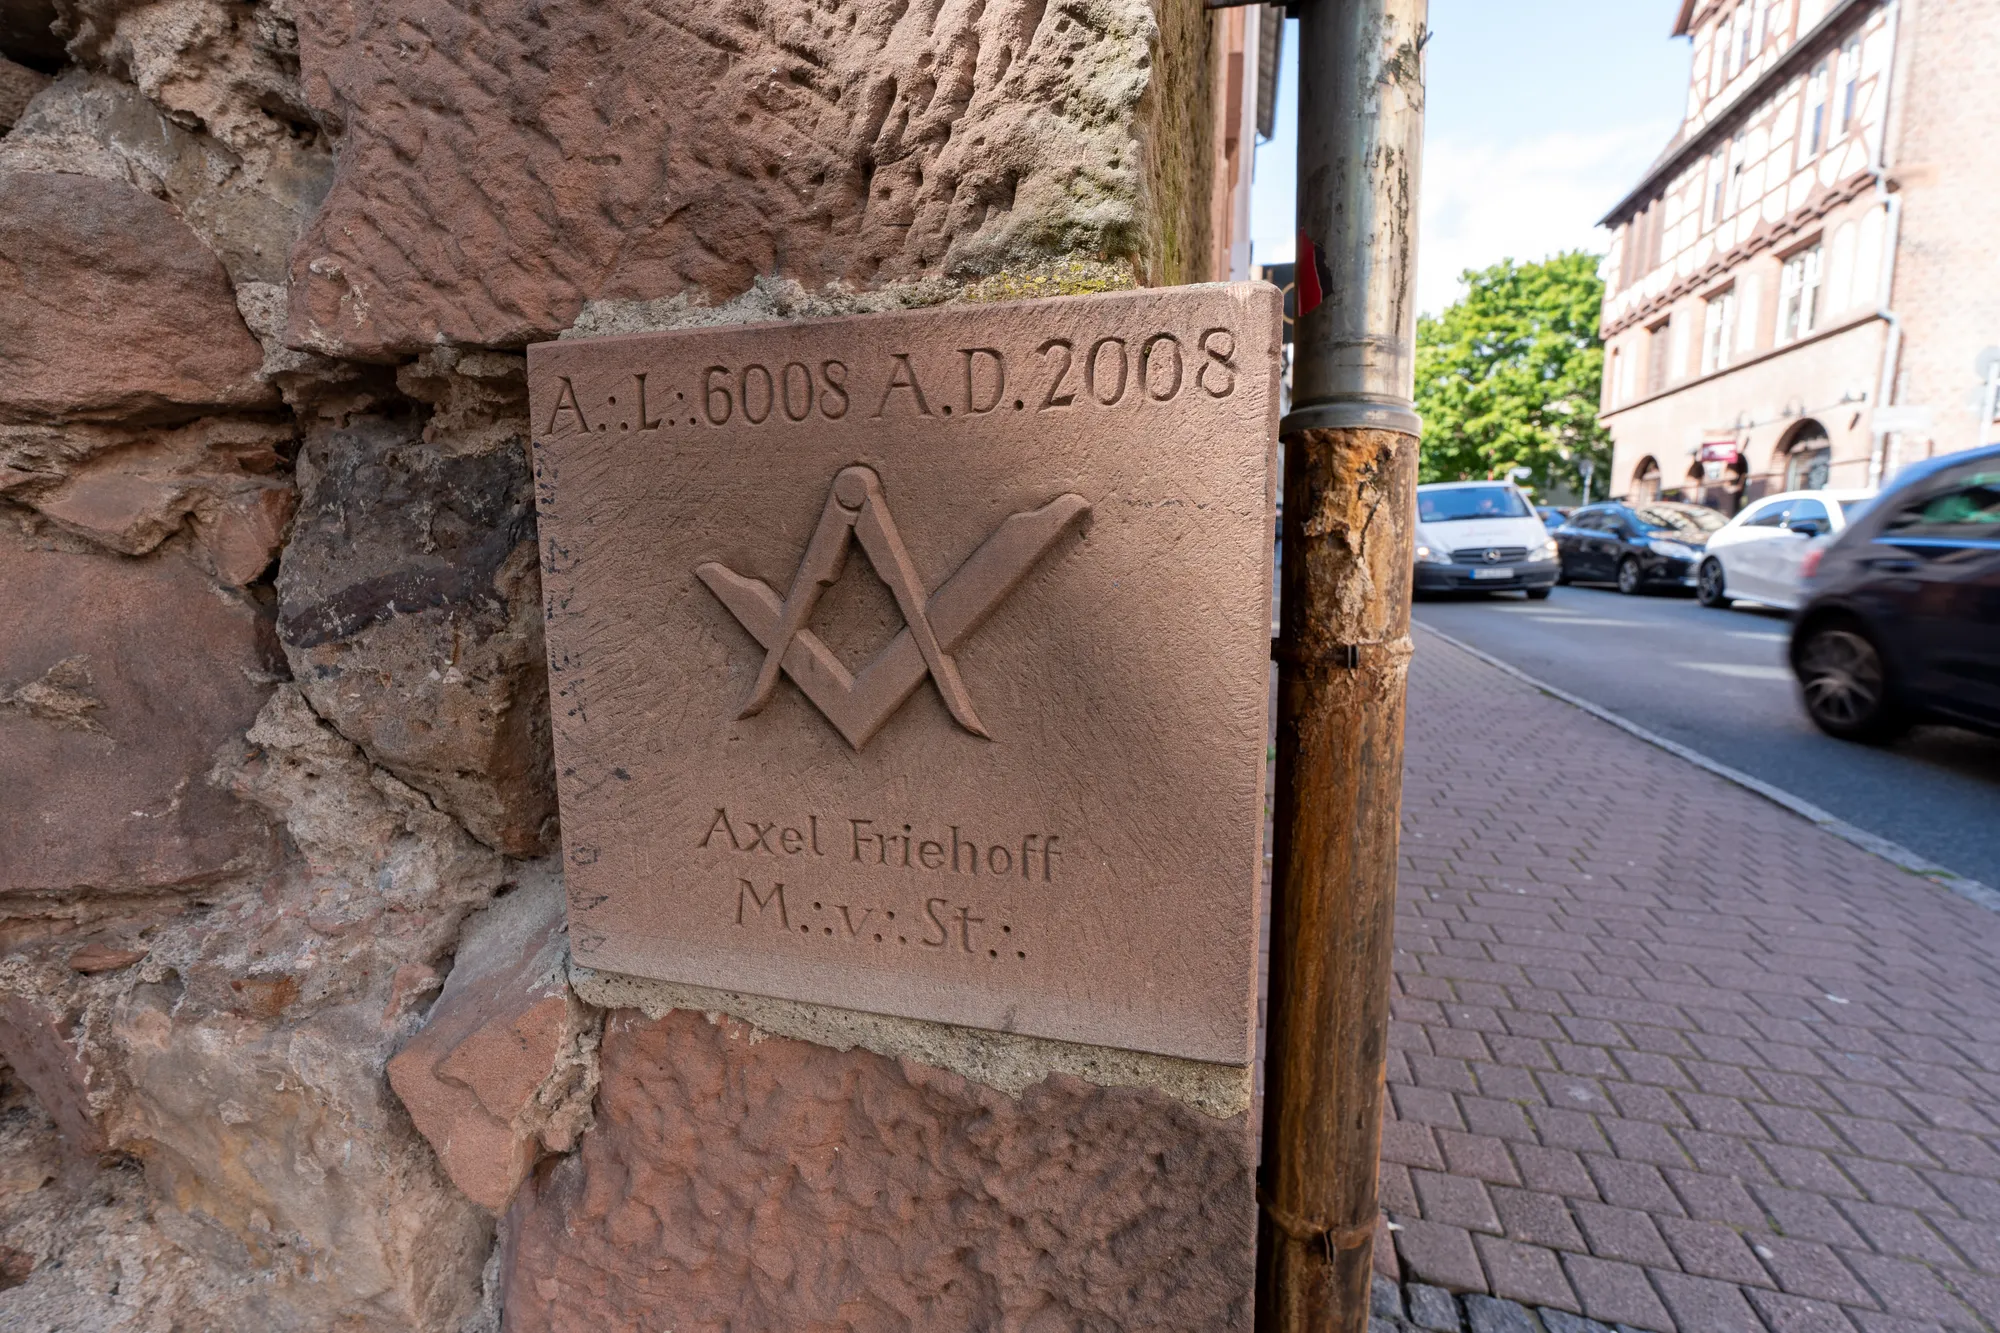 A∴L∴6008 A.D.2008
Axel Friehoff
M∴v∴St∴